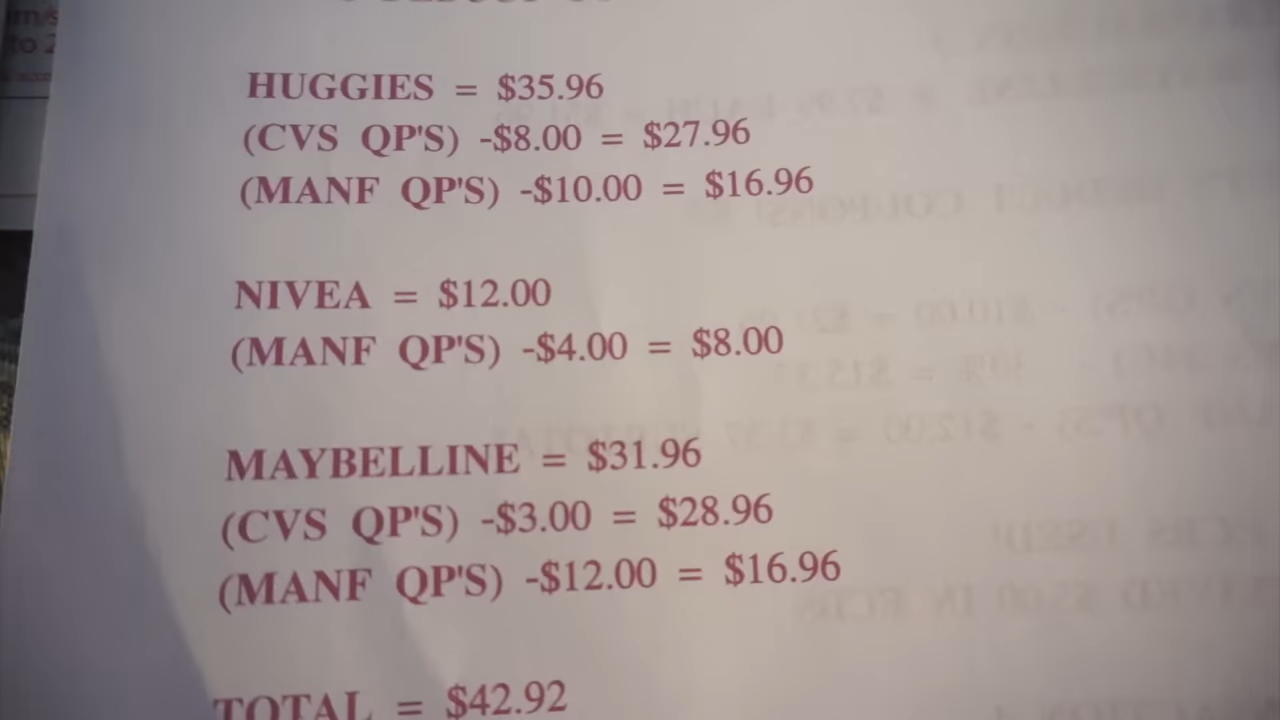 m/s
to 2
HUGGIES = $35.96
(CVS QP'S) -$8.00 = $27.96
(MANF QP'S) -$10.00 = $16.96
NIVEA = $12.00
(MANF QP'S) -$4.00 = $8.00
MAYBELLINE = $31.96
(CVS QP'S) -$3.00 = $28.96
(MANF QP'S) -$12.00 = $16.96
TOTAL = $42.92